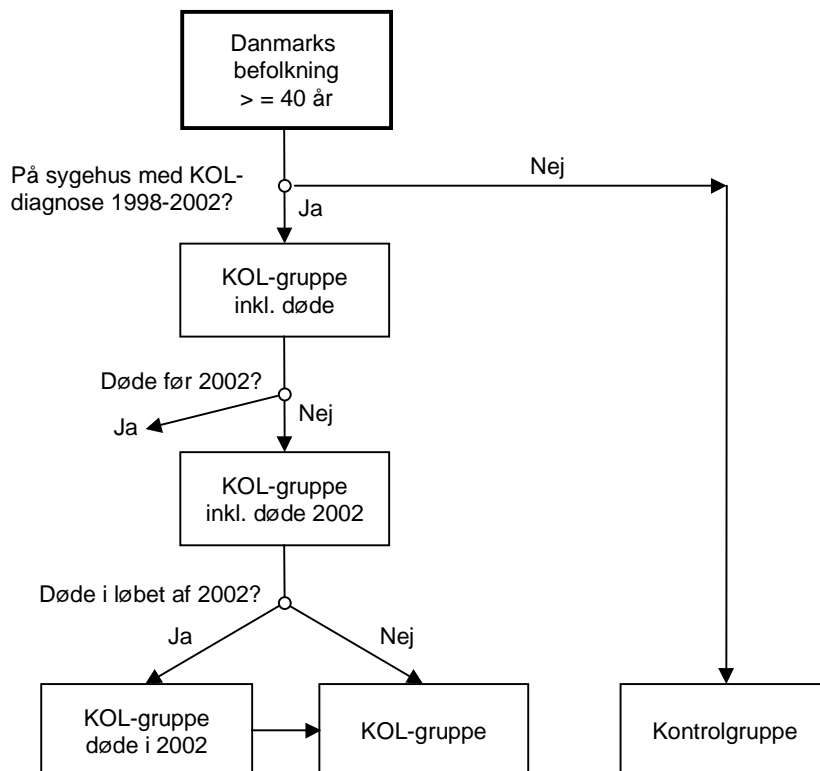 Danmarks
befolkning
> = 40 år
På sygehus med KOL-
diagnose 1998-2002?
Nej
Ja
KOL-gruppe
inkl. døde
Døde før 2002?
Ja
Nej
KOL-gruppe
inkl. døde 2002
Døde i løbet af 2002?
Ja
Nej
KOL-gruppe
døde i 2002
KOL-gruppe
Kontrolgruppe